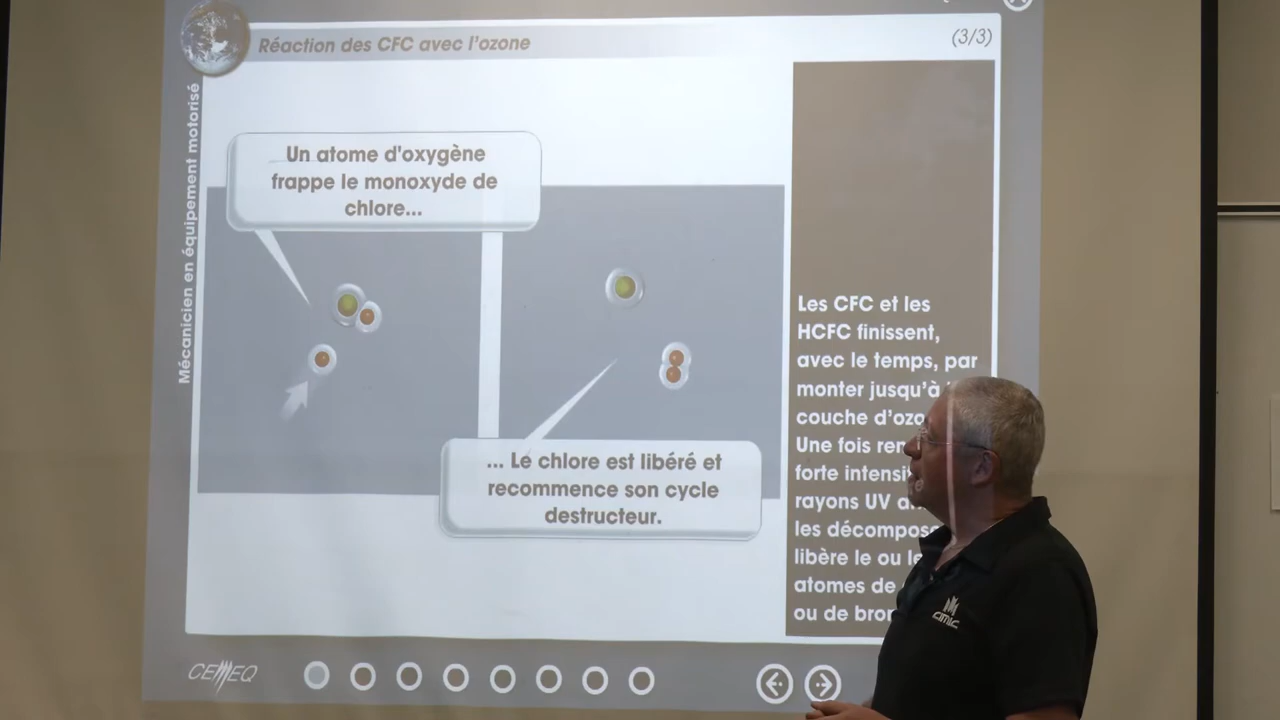 Réaction des CFC avec l'ozone
(3/3)
Mécanicien en équipement motorisé
Un atome d'oxygène
frappe le monoxyde de
chlore...
... Le chlore est libéré et
recommence son cycle
destructeur.
Les CFC et les
HCFC finissent,
avec le temps, par
monter jusqu'à
couche d'ozo
Une fois ren
forte intensi
rayons UV a
les décompos
libère le ou le
atomes de
ou de bro
CEMEQ